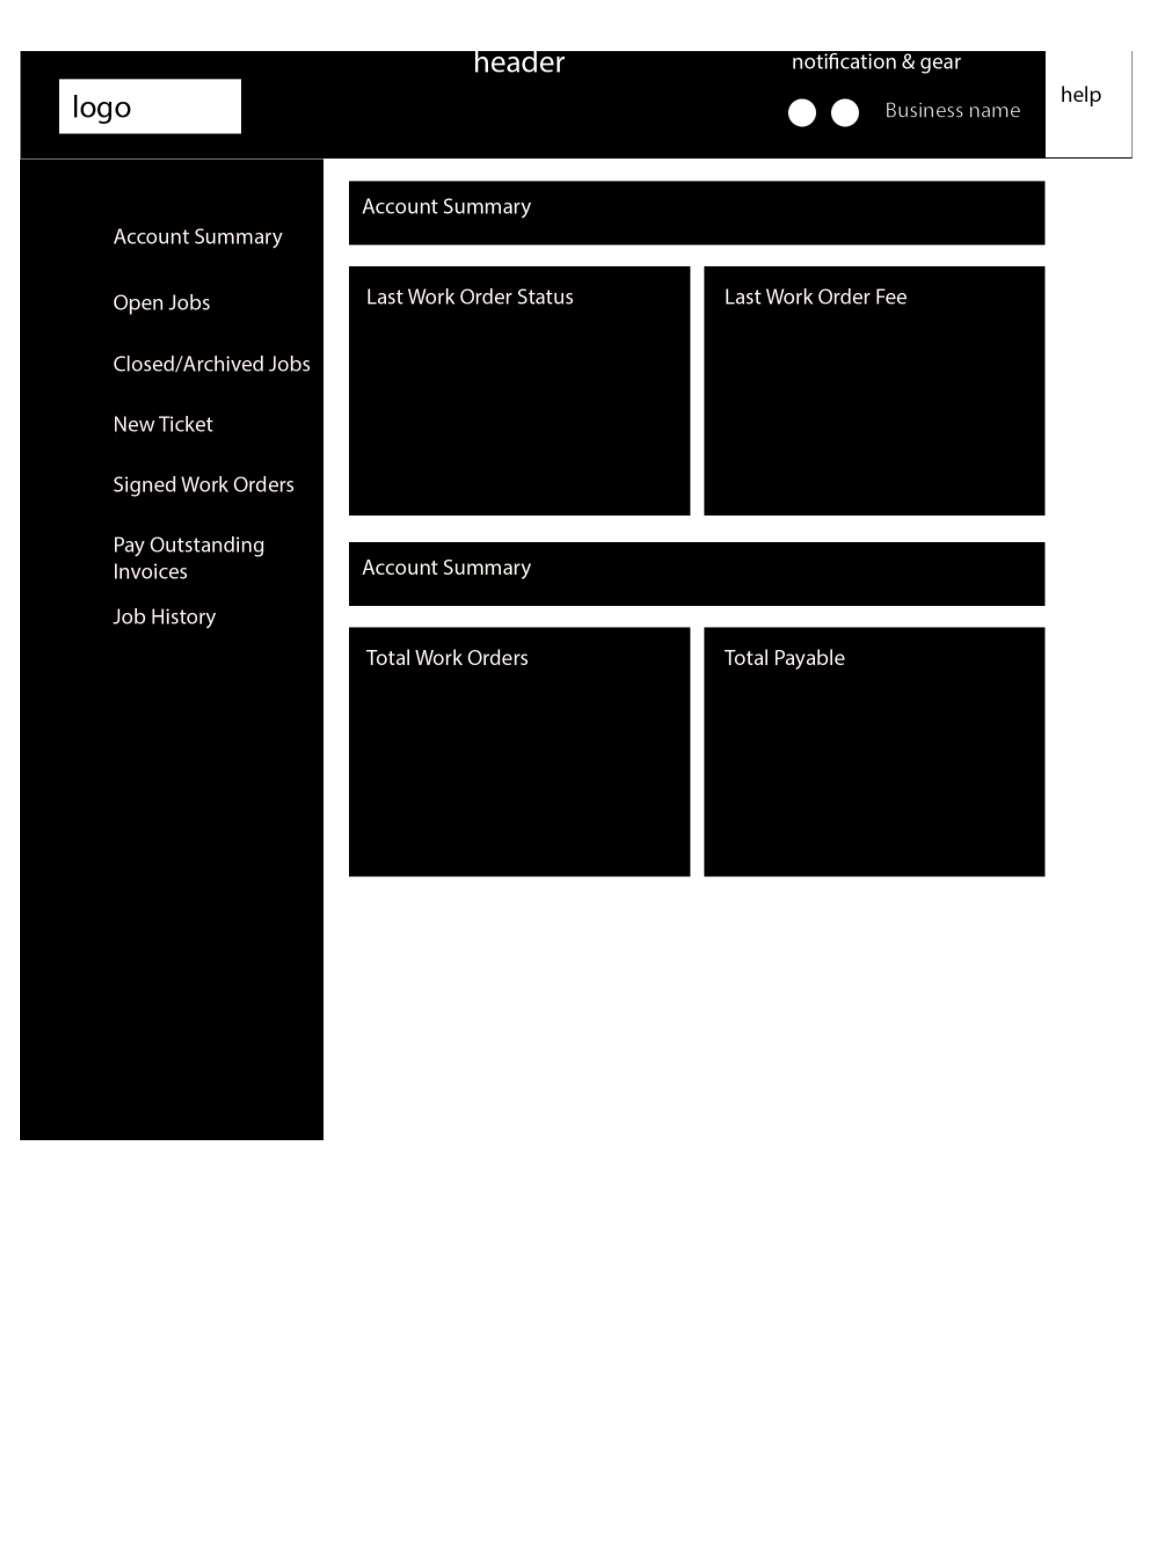 header
notification & gear
logo
Business name
help
Account Summary
Open Jobs
Closed/Archived Jobs
New Ticket
Signed Work Orders
Pay Outstanding
Invoices
Job History
Account Summary
Last Work Order Status
Last Work Order Fee
Account Summary
Total Work Orders
Total Payable